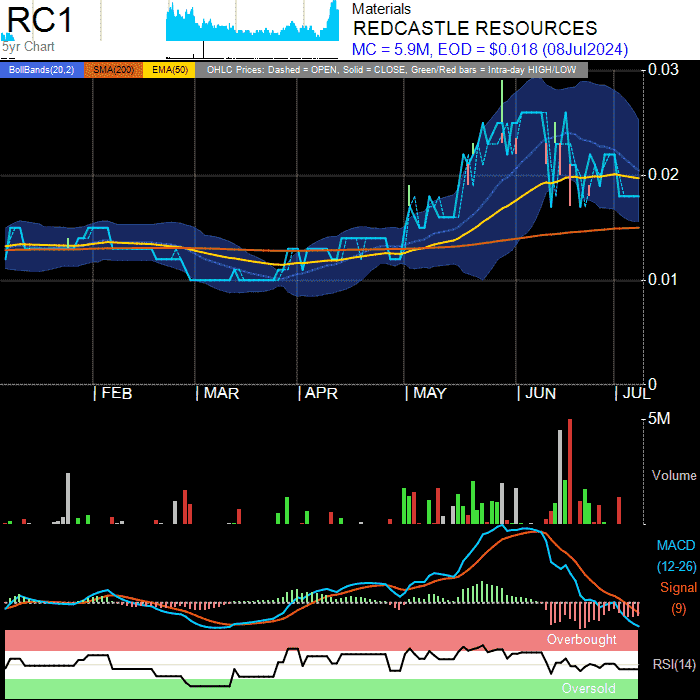 RC1
5yr Chart
Materials
REDCASTLE RESOURCES
MC = 5.9M, EOD = $0.018 (08Jul2024)
BollBands(20,2) SMA(200) EMA(50) OHLC Prices: Dashed = OPEN, Solid = CLOSE, Green/Red bars = Intra-day HIGH/LOW
0.03
0.02
0.01
0
| FEB | MAR | APR | MAY | JUN | JUL
5M
Volume
MACD
(12-26)
Signal
(9)
Overbought
RSI(14)
Oversold